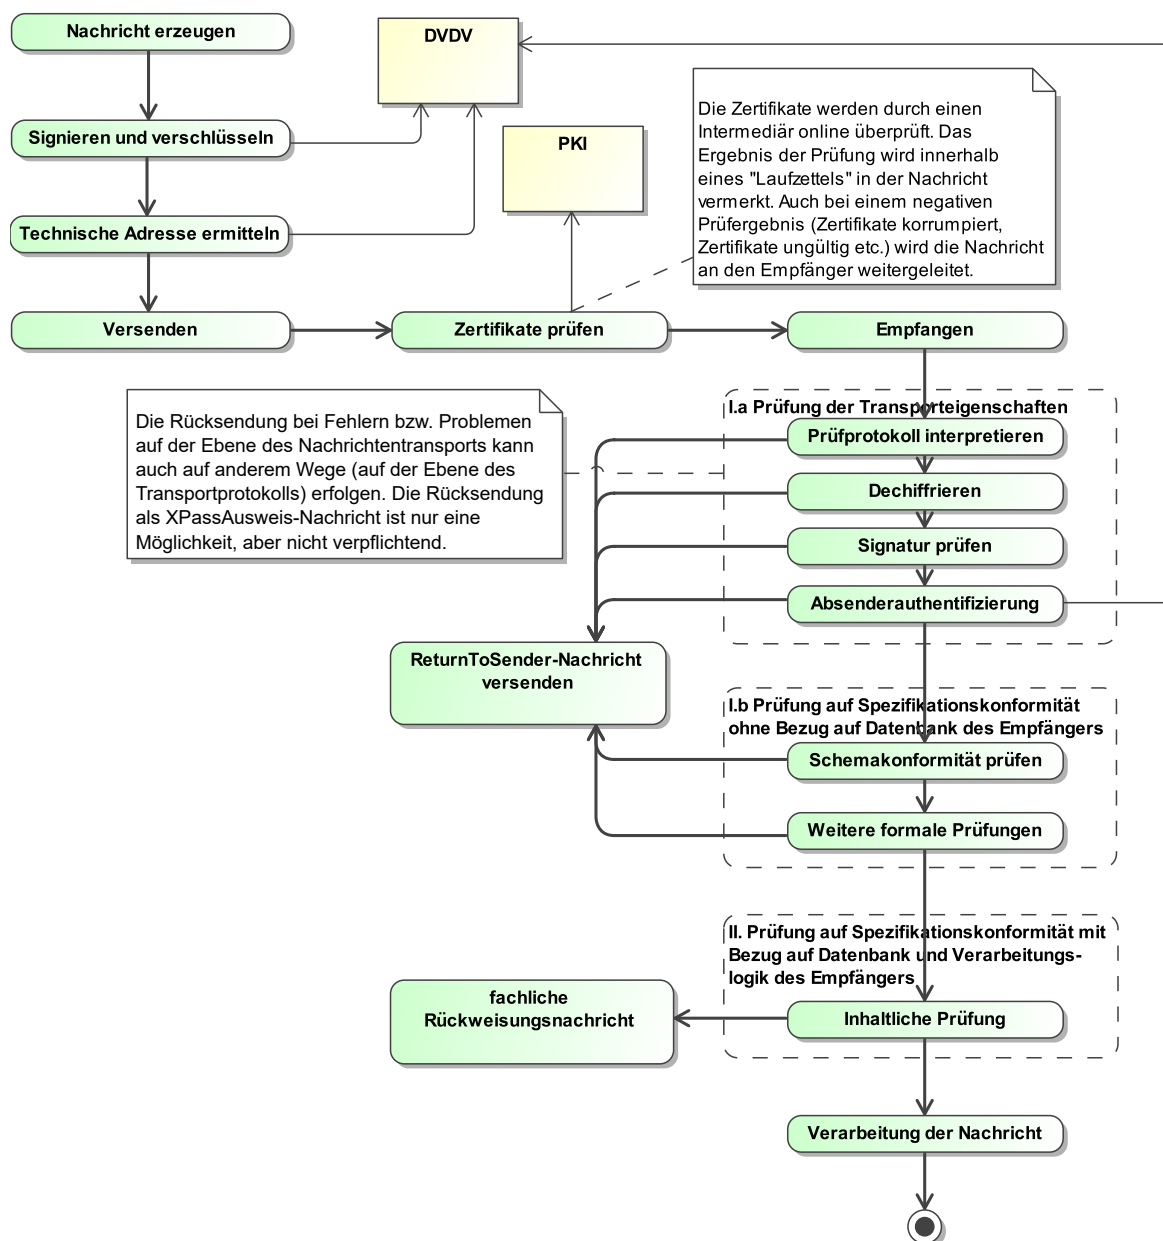 Nachricht erzeugen
DVDV
Signieren und verschlüsseln
PKI
Die Zertifikate werden durch einen
Intermediär online überprüft. Das
Ergebnis der Prüfung wird innerhalb
eines "Laufzettels" in der Nachricht
vermerkt. Auch bei einem negativen
Prüfergebnis (Zertifikate korrumpiert,
Zertifikate ungültig etc.) wird die Nachricht
an den Empfänger weitergeleitet.
Technische Adresse ermitteln
Versenden
Zertifikate prüfen
Empfangen
Die Rücksendung bei Fehlern bzw. Problemen
auf der Ebene des Nachrichtentransports kann
auch auf anderem Wege (auf der Ebene des
Transportprotokolls) erfolgen. Die Rücksendung
als XPassAusweis-Nachricht ist nur eine
Möglichkeit, aber nicht verpflichtend.
I.a Prüfung der Transporteigenschaften
Prüfprotokoll interpretieren
Dechiffrieren
Signatur prüfen
Absenderauthentifizierung
ReturnToSender-Nachricht
versenden
I.b Prüfung auf Spezifikationskonformität
ohne Bezug auf Datenbank des Empfängers
Schemakonformität prüfen
Weitere formale Prüfungen
II. Prüfung auf Spezifikationskonformität mit
Bezug auf Datenbank und Verarbeitungs-
logik des Empfängers
fachliche
Rückweisungsnachricht
Inhaltliche Prüfung
Verarbeitung der Nachricht